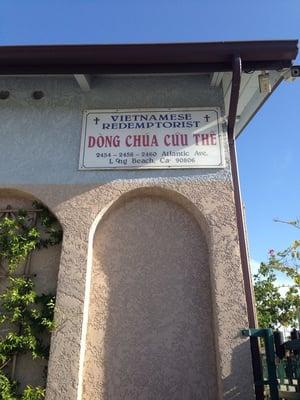 VIETNAMESE
REDEMPTORIST
DÒNG CHÚA CỨU THẾ
2454 - 2458 - 2460 Atlantic Ave.
Long Beach, Ca 90806